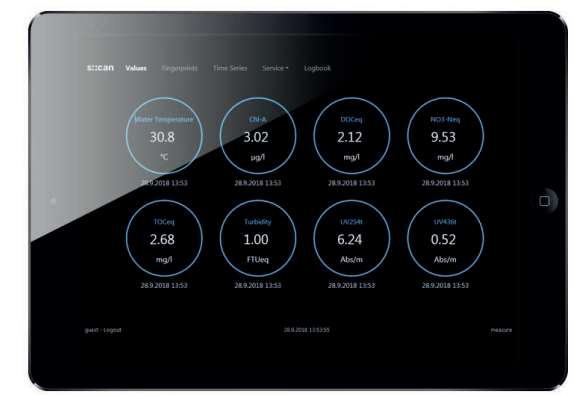 s::can Values Fingerprints Time Series Service Logbook
Water Temperature Chl-A DOCeq NO3-Neq
30.8 3.02 2.12 9.53
°C µg/l mg/l mg/l
28.9.2018 13:53 28.9.2018 13:53 28.9.2018 13:53 28.9.2018 13:53
TOCeq Turbidity UV254t UV436t
2.68 1.00 6.24 0.52
mg/l FTUeq Abs/m Abs/m
28.9.2018 13:53 28.9.2018 13:53 28.9.2018 13:53 28.9.2018 13:53
guest - Logout 28.9.2018 13:53:55 measure